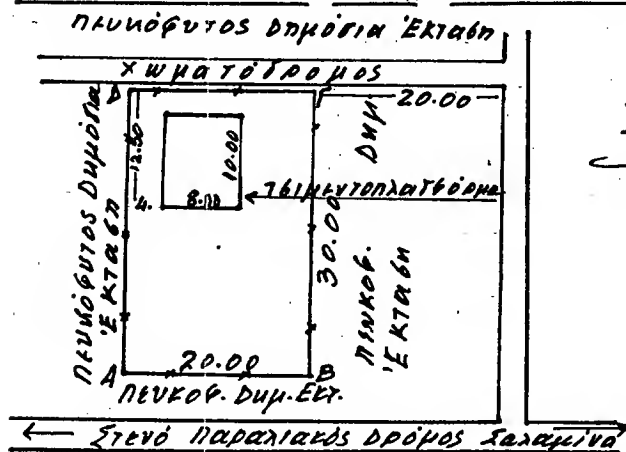 Πευκόφυτος Δημόσια Έκταση
Χωματόδρομος
Δ
20.00
Πευκόφυτος Δημόσια
Έκταση
12.50
10.00
4.
8.00
Τσιμεντοπλατφόρμα
Δημ.
Πευκοφ.
Έκταση
30.00
20.00
Α
Β
Πευκοφ. Δημ. Εκτ.
Στενό Παραλιακός Δρόμος Σαλαμίνα